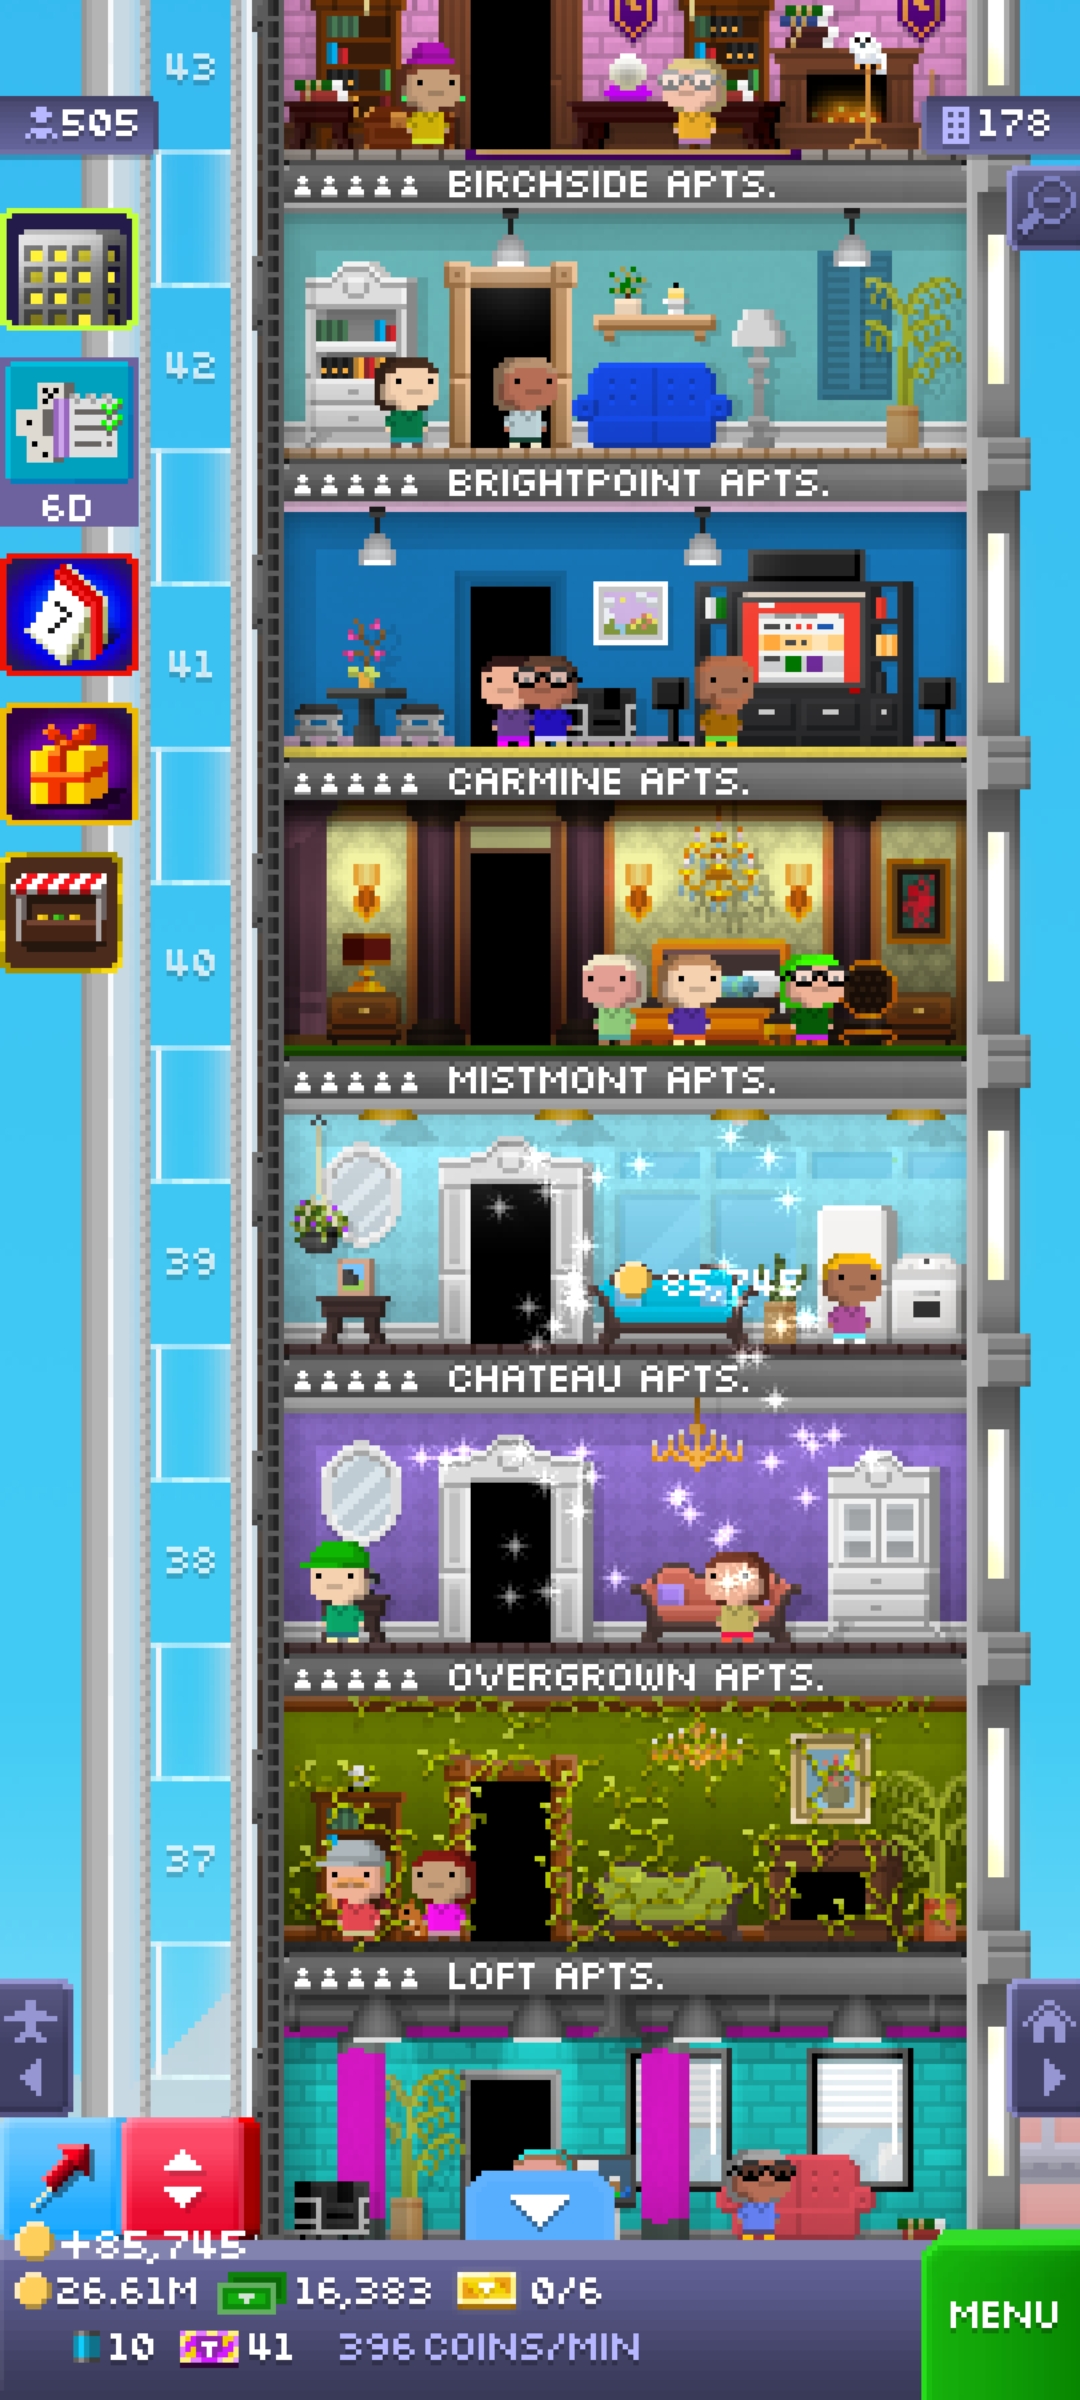 43
505
178
BIRCHSIDE APTS.
42
6D
BRIGHTPOINT APTS.
7
41
CARMINE APTS.
40
MISTMONT APTS.
39
85,745
CHATEAU APTS.
38
OVERGROWN APTS.
37
LOFT APTS.
+85,745
26.61M 16,383 0/6
10 T 41 396 COINS/MIN
MENU